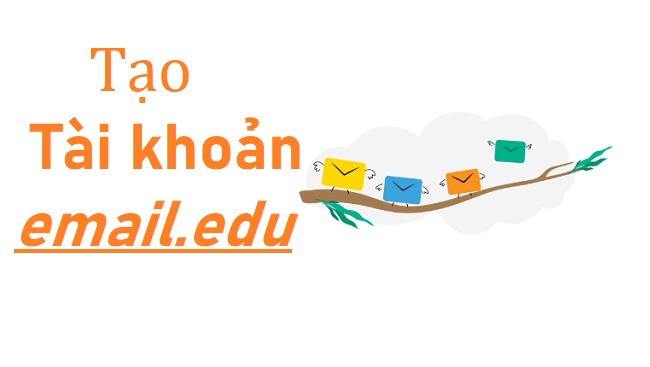 Tạo
Tài khoản
email.edu